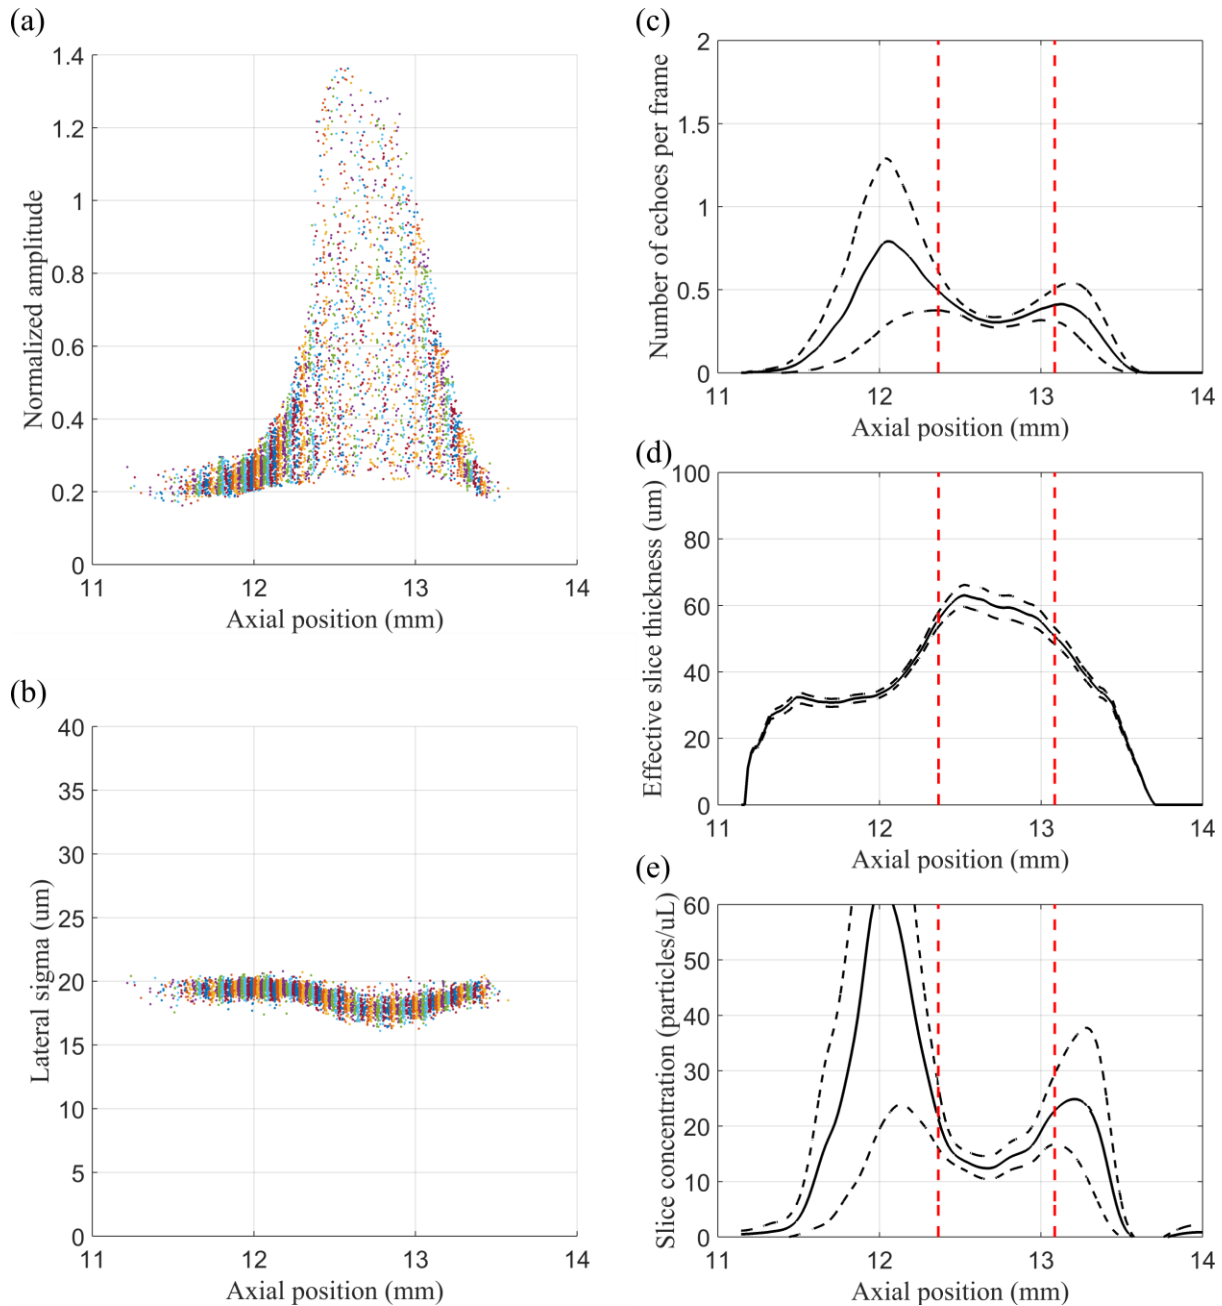 (a)
1.4
1.2
1
0.8
0.6
0.4
0.2
0
Normalized amplitude
11 12 13 14
Axial position (mm)
(b)
40
35
30
25
20
15
10
5
0
Lateral sigma (um)
11 12 13 14
Axial position (mm)
(c)
2
1.5
1
0.5
0
Number of echoes per frame
11 12 13 14
Axial position (mm)
(d)
100
80
60
40
20
0
Effective slice thickness (um)
11 12 13 14
Axial position (mm)
(e)
60
50
40
30
20
10
0
Slice concentration (particles/uL)
11 12 13 14
Axial position (mm)